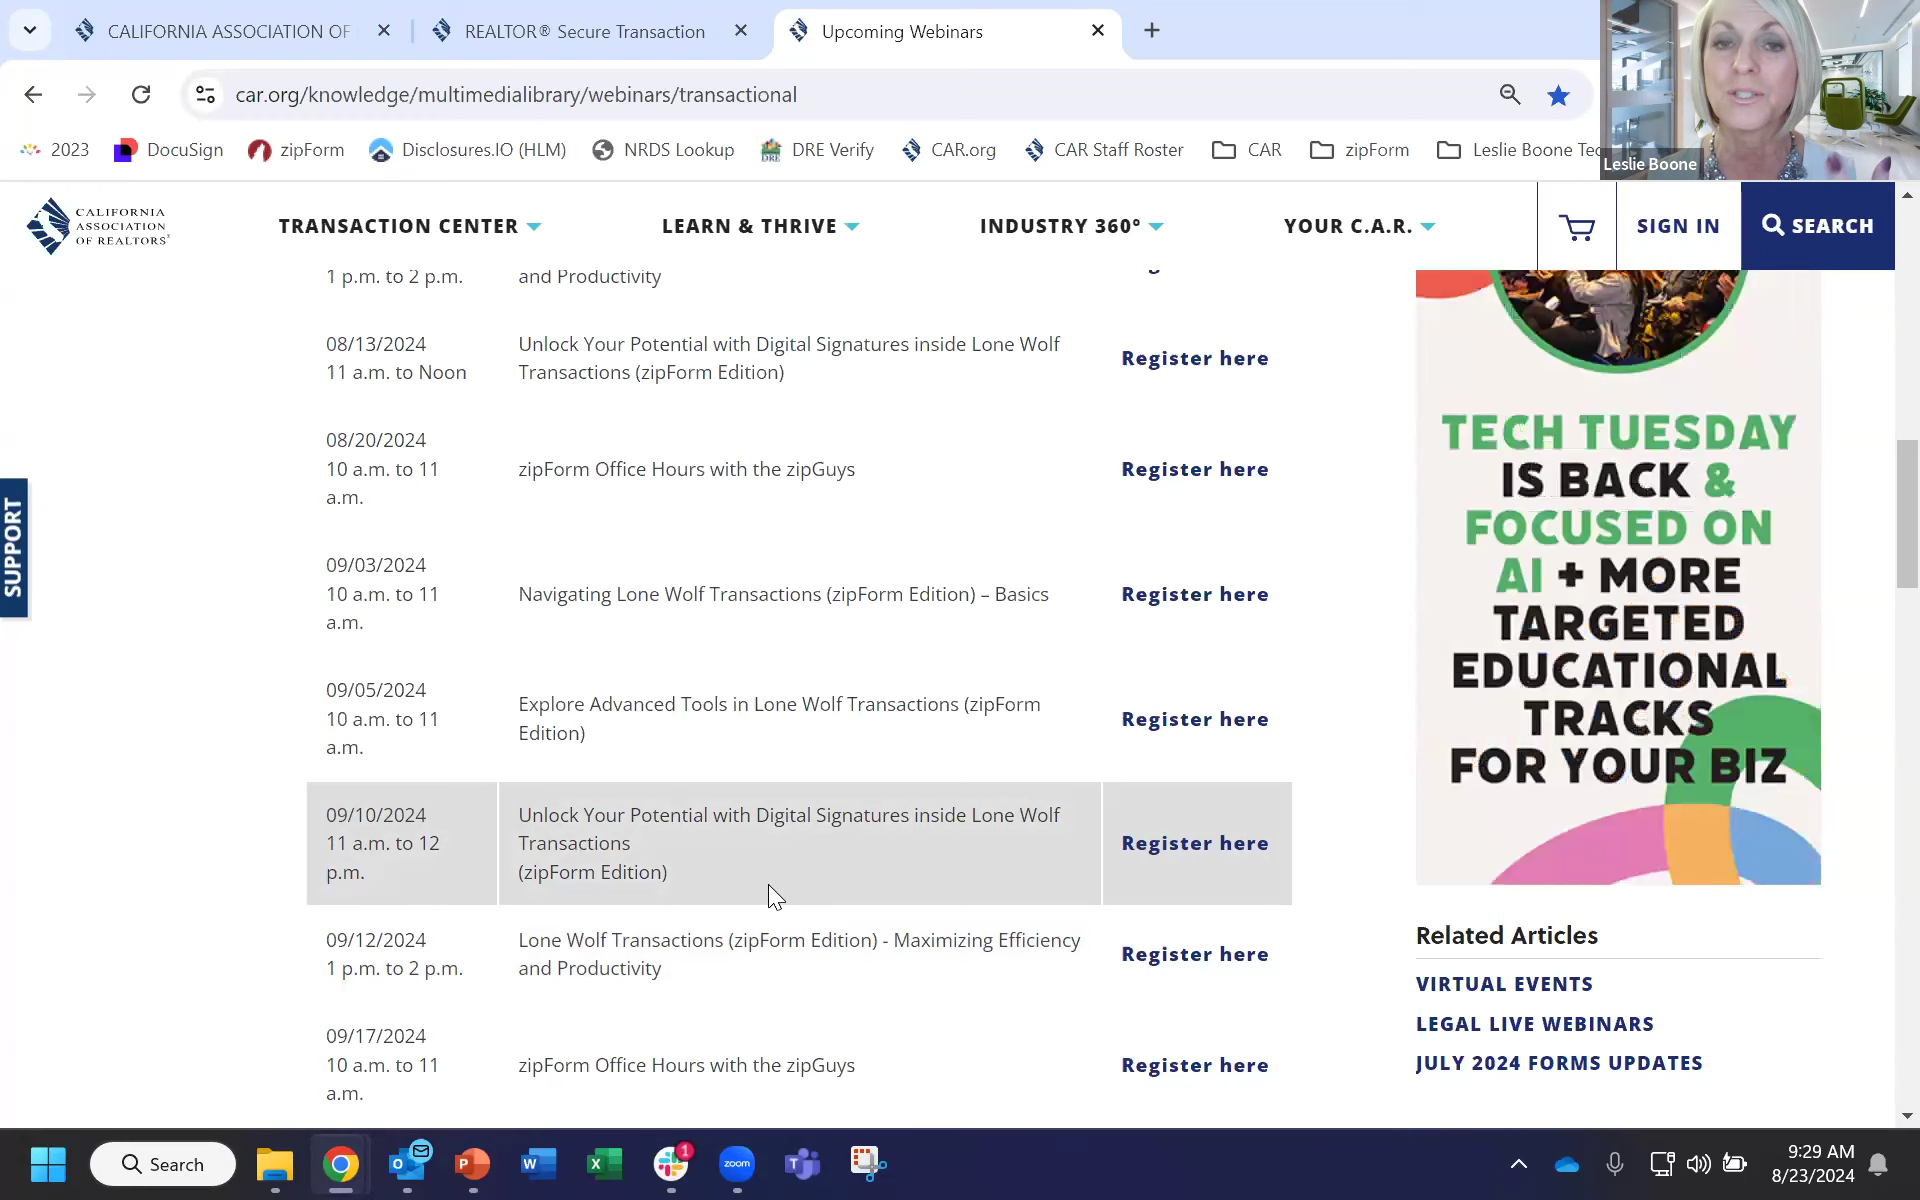 CALIFORNIA ASSOCIATION OF
REALTOR® Secure Transaction
Upcoming Webinars
car.org/knowledge/multimedialibrary/webinars/transactional
2023
DocuSign
zipForm
Disclosures.IO (HLM)
NRDS Lookup
DRE Verify
CAR.org
CAR Staff Roster
CAR
zipForm
Leslie Boone Tec
Leslie Boone
CALIFORNIA
ASSOCIATION
OF REALTORS®
TRANSACTION CENTER
LEARN & THRIVE
INDUSTRY 360°
YOUR C.A.R.
SIGN IN
SEARCH
1 p.m. to 2 p.m.
and Productivity
08/13/2024
11 a.m. to Noon
Unlock Your Potential with Digital Signatures inside Lone Wolf
Transactions (zipForm Edition)
Register here
08/20/2024
10 a.m. to 11
a.m.
zipForm Office Hours with the zipGuys
Register here
09/03/2024
10 a.m. to 11
a.m.
Navigating Lone Wolf Transactions (zipForm Edition) – Basics
Register here
09/05/2024
10 a.m. to 11
a.m.
Explore Advanced Tools in Lone Wolf Transactions (zipForm
Edition)
Register here
09/10/2024
11 a.m. to 12
p.m.
Unlock Your Potential with Digital Signatures inside Lone Wolf
Transactions
(zipForm Edition)
Register here
09/12/2024
1 p.m. to 2 p.m.
Lone Wolf Transactions (zipForm Edition) - Maximizing Efficiency
and Productivity
Register here
09/17/2024
10 a.m. to 11
a.m.
zipForm Office Hours with the zipGuys
Register here
SUPPORT
TECH TUESDAY
IS BACK &
FOCUSED ON
AI + MORE
TARGETED
EDUCATIONAL
TRACKS
FOR YOUR BIZ
Related Articles
VIRTUAL EVENTS
LEGAL LIVE WEBINARS
JULY 2024 FORMS UPDATES
Search
zoom
1
9:29 AM
8/23/2024